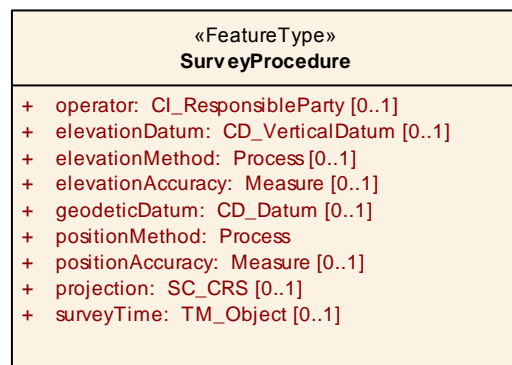 «FeatureType»
SurveyProcedure
+ operator: CI_ResponsibleParty [0..1]
+ elevationDatum: CD_VerticalDatum [0..1]
+ elevationMethod: Process [0..1]
+ elevationAccuracy: Measure [0..1]
+ geodeticDatum: CD_Datum [0..1]
+ positionMethod: Process
+ positionAccuracy: Measure [0..1]
+ projection: SC_CRS [0..1]
+ surveyTime: TM_Object [0..1]